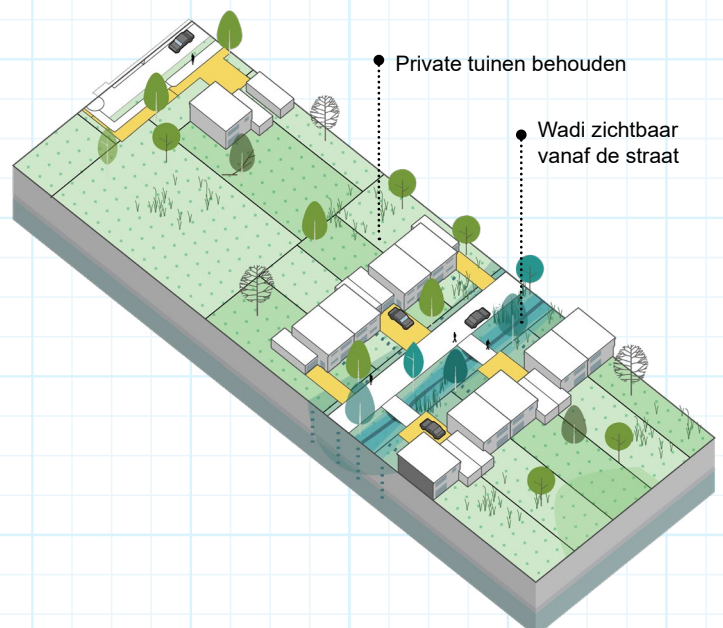 Private tuinen behouden
Wadi zichtbaar
vanaf de straat